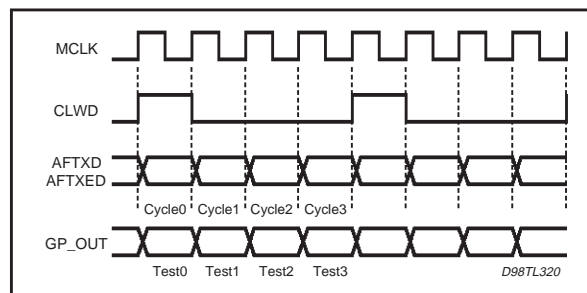 MCLK
CLWD
AFTXD
AFTXED
Cycle0 Cycle1 Cycle2 Cycle3
GP_OUT
Test0 Test1 Test2 Test3 D98TL320